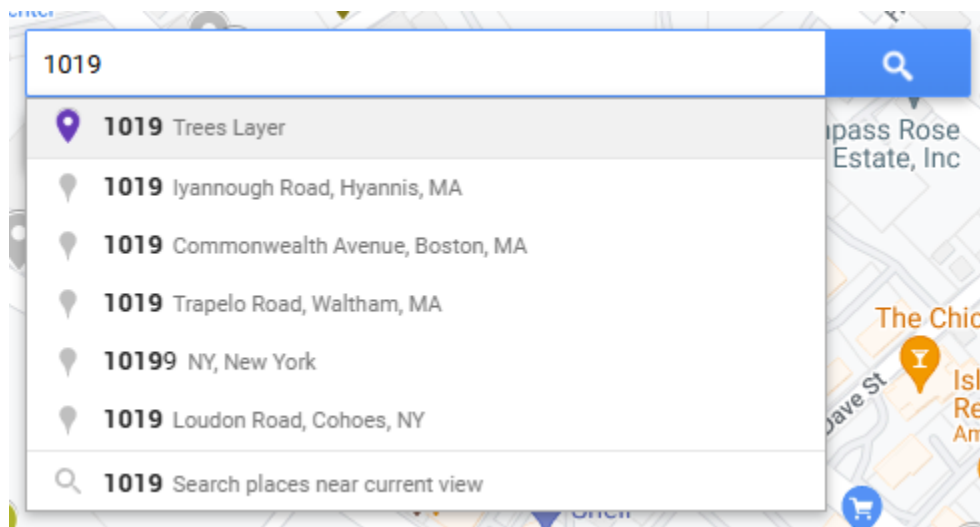 1019
1019 Trees Layer
1019 Iyannough Road, Hyannis, MA
1019 Commonwealth Avenue, Boston, MA
1019 Trapelo Road, Waltham, MA
10199 NY, New York
1019 Loudon Road, Cohoes, NY
1019 Search places near current view
Rose
Estate, Inc
The
Dave St